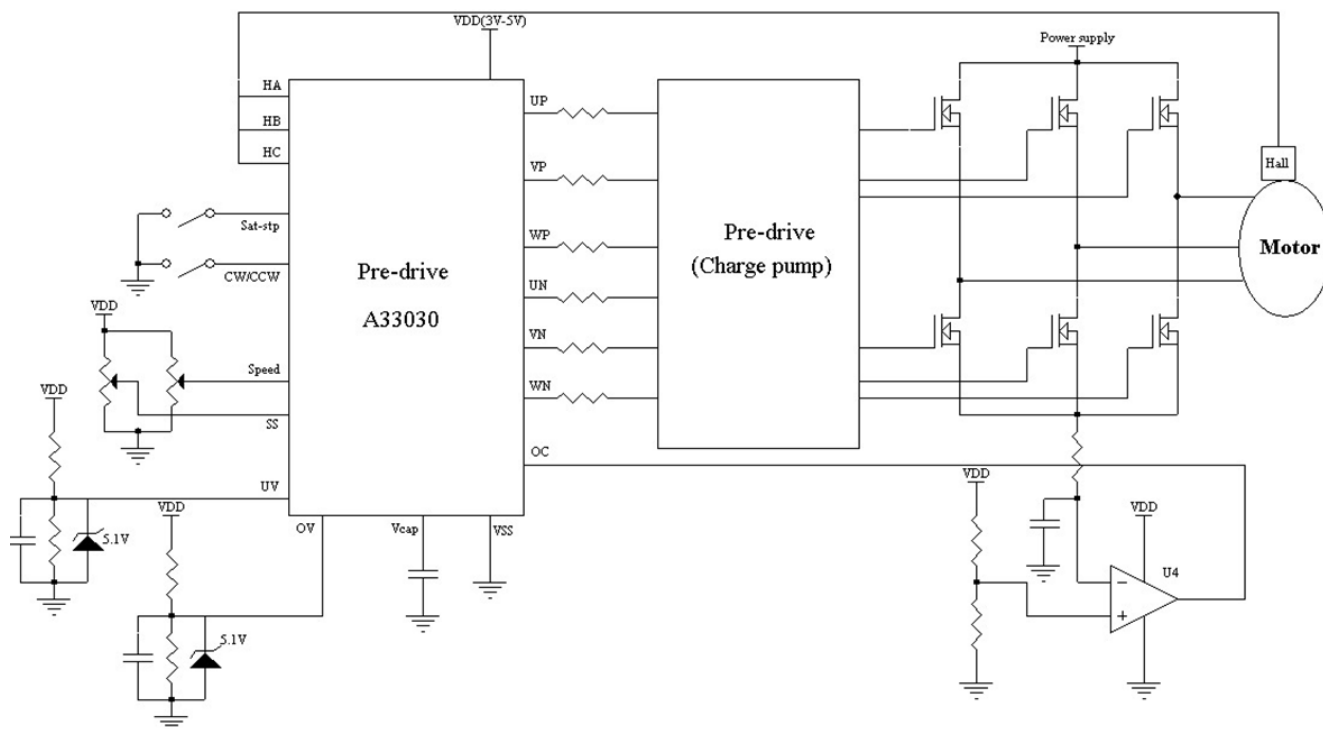 VDD(3V-5V)
Power supply
HA
HB
HC
UP
VP
WP
UN
VN
WN
OC
Hall
Motor
Sat-stp
CW/CCW
Pre-drive
A33030
Pre-drive
(Charge pump)
VDD
Speed
SS
VDD
UV
5.1V
VDD
OV
Vcap
VSS
5.1V
VDD
VDD
U4
−
+